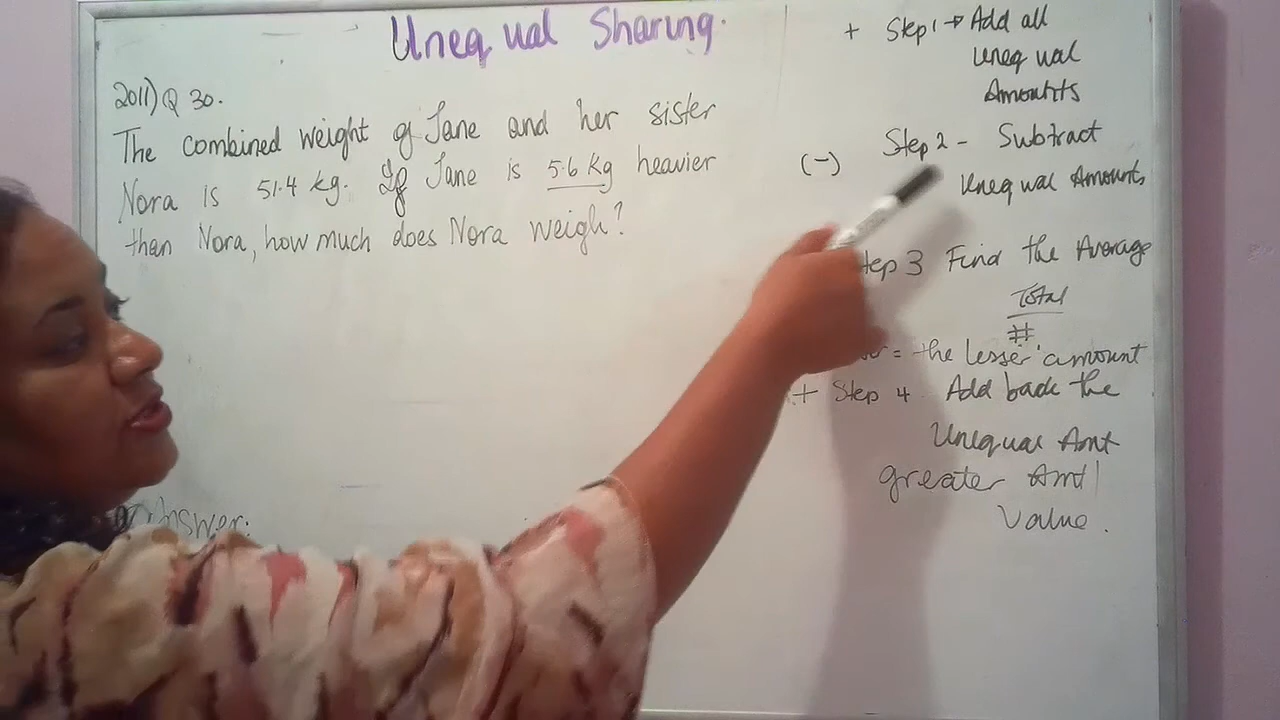 Unequal Sharing.
2011) Q 30.
The combined weight of Jane and her sister
Nora is 51.4 kg. If Jane is 5.6 kg heavier
than Nora, how much does Nora weigh?
Answer:
+ Step 1 → Add all
Unequal
Amounts
(-) Step 2 - Subtract
Unequal Amounts
Step 3 Find the Average
Total
#
= the lesser amount
+ Step 4 Add back the
Unequal Amt
greater Amt/
Value.